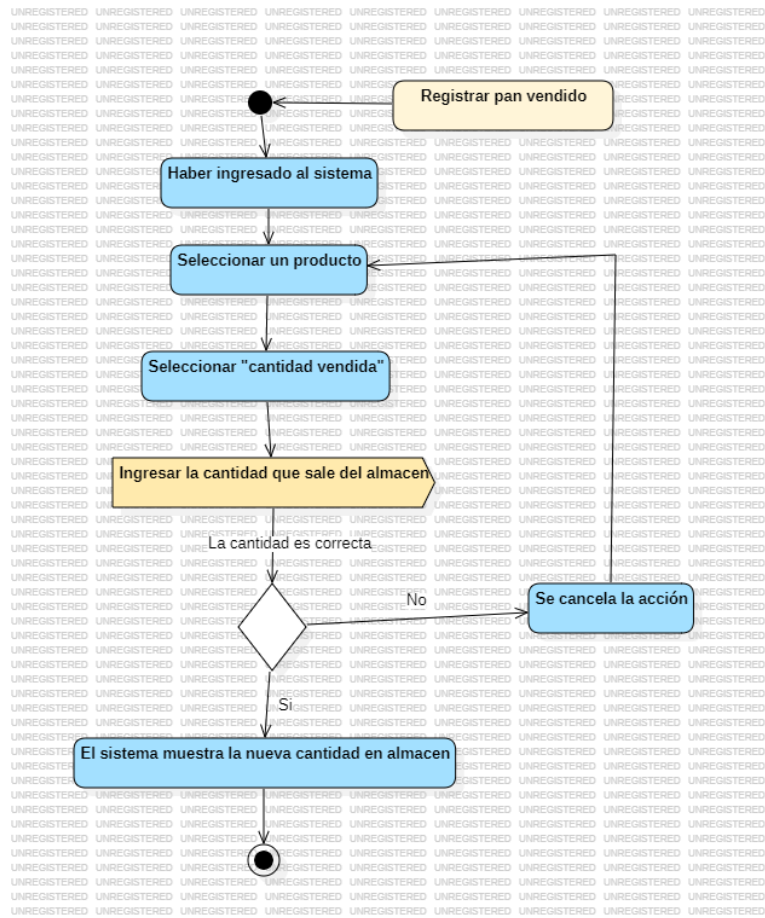 Registrar pan vendido
Haber ingresado al sistema
Seleccionar un producto
Seleccionar "cantidad vendida"
Ingresar la cantidad que sale del almacen
La cantidad es correcta
No
Se cancela la acción
Si
El sistema muestra la nueva cantidad en almacen
UNREGISTERED